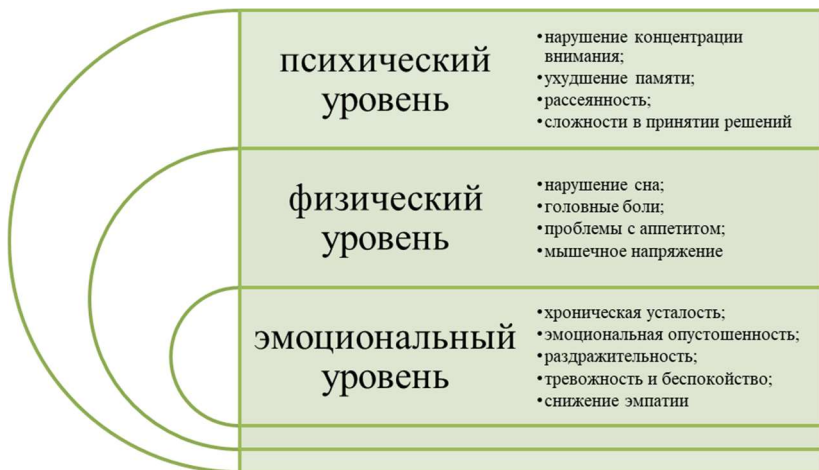 психический
уровень
•нарушение концентрации
внимания;
•ухудшение памяти;
•рассеянность;
•сложности в принятии решений
физический
уровень
•нарушение сна;
•головные боли;
•проблемы с аппетитом;
•мышечное напряжение
эмоциональный
уровень
•хроническая усталость;
•эмоциональная опустошенность;
•раздражительность;
•тревожность и беспокойство;
•снижение эмпатии